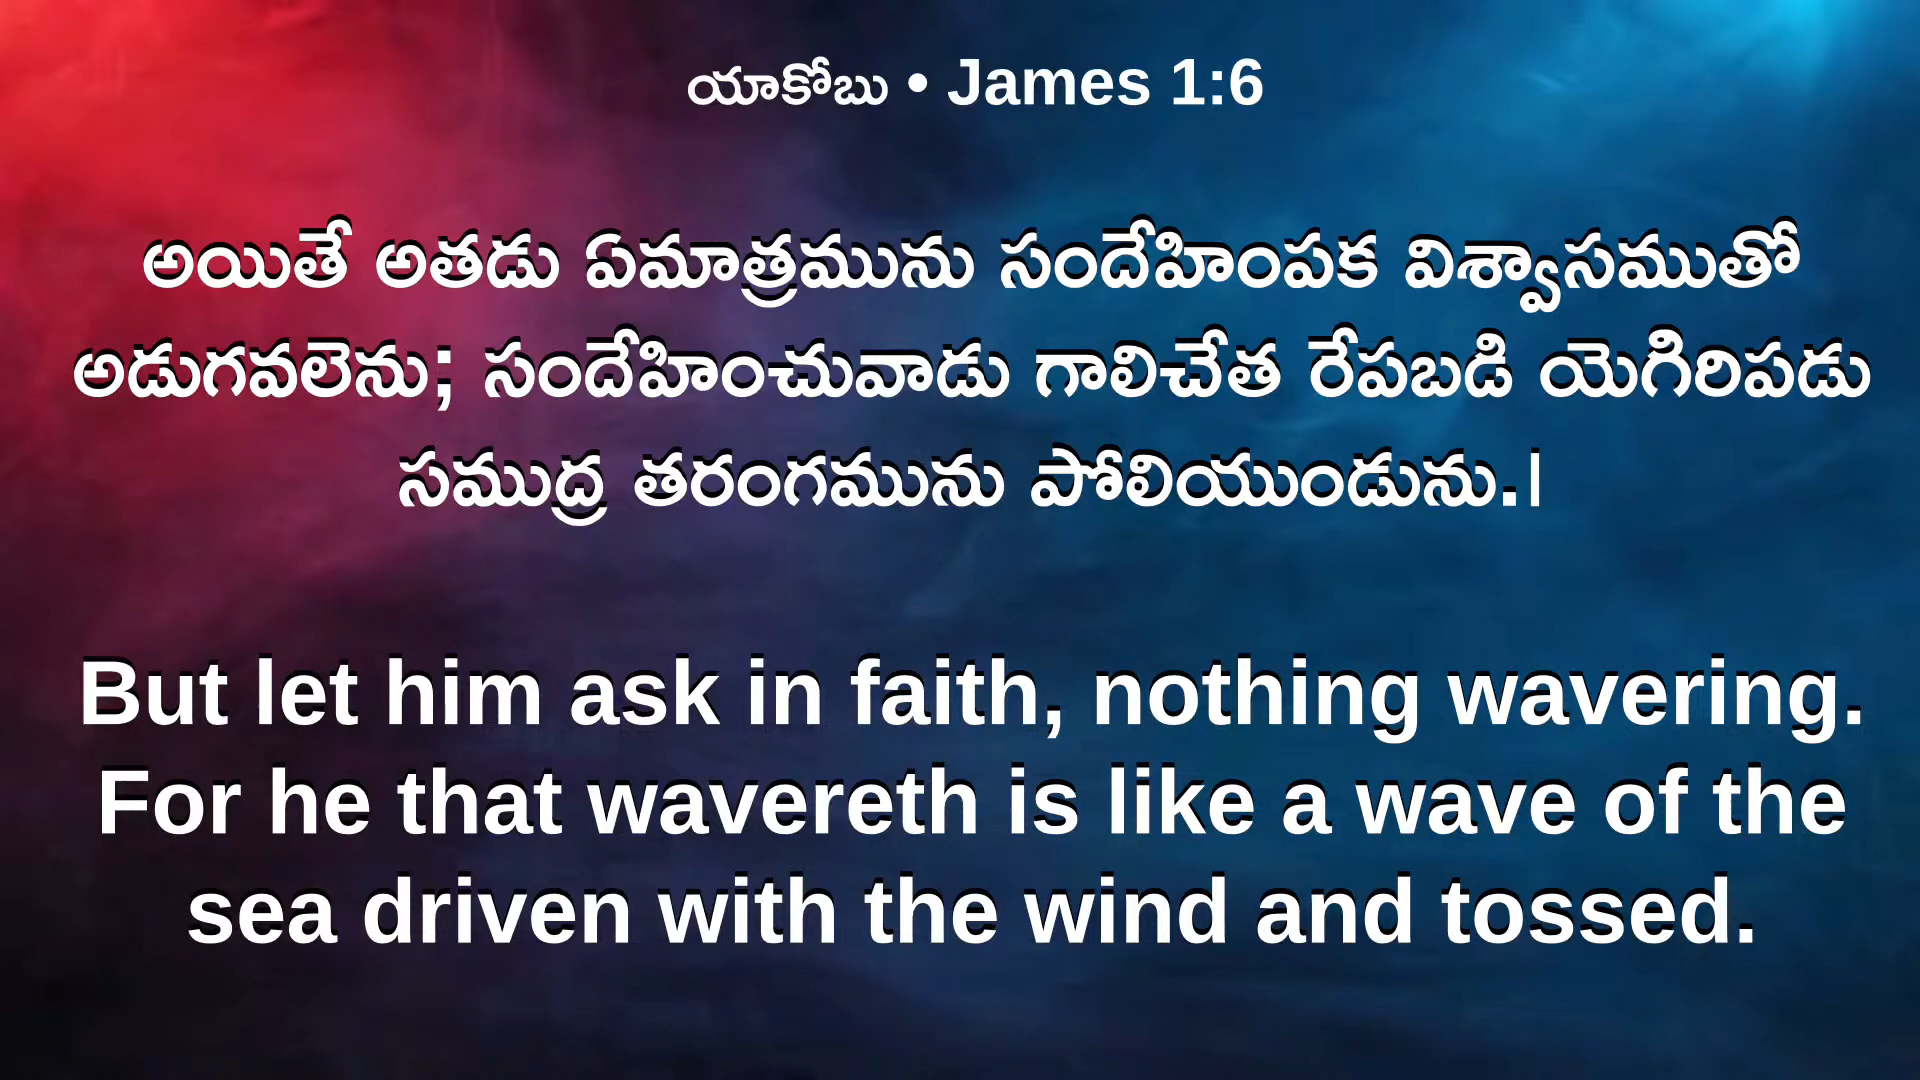 యాకోబు • James 1:6
అయితే అతడు ఏమాత్రమును సందేహింపక విశ్వాసముతో
అడుగవలెను; సందేహించువాడు గాలిచేత రేపబడి యెగిరిపడు
సముద్ర తరంగమును పోలియుండును.|
But let him ask in faith, nothing wavering.
For he that wavereth is like a wave of the
sea driven with the wind and tossed.